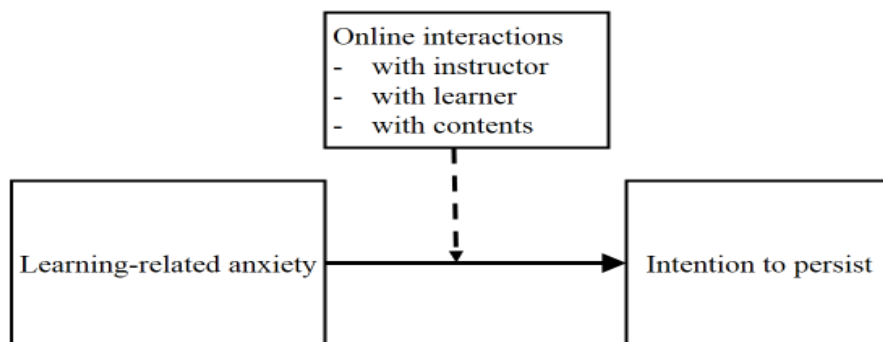 Online interactions
- with instructor
- with learner
- with contents
Learning-related anxiety
Intention to persist